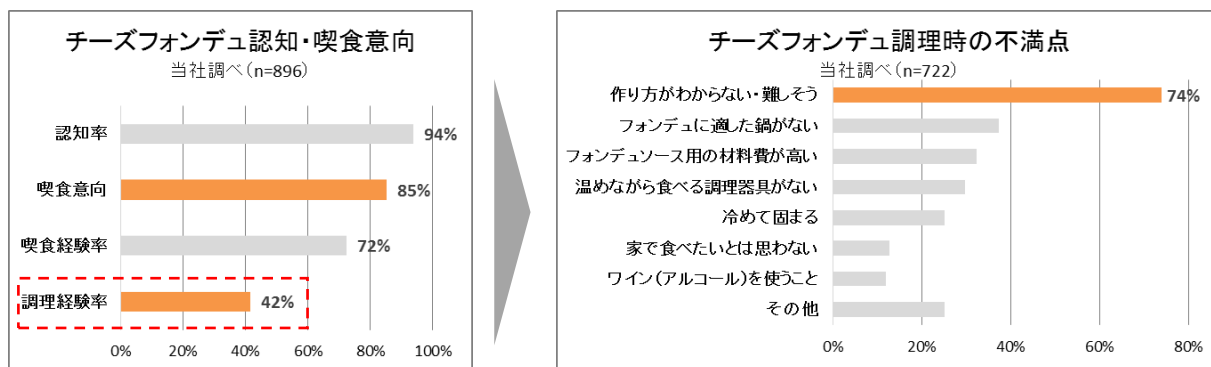 チーズフォンデュ認知・喫食意向
当社調べ(n=896)
認知率
94%
喫食意向
85%
喫食経験率
72%
調理経験率
42%
0% 20% 40% 60% 80% 100%
チーズフォンデュ調理時の不満点
当社調べ(n=722)
作り方がわからない・難しそう
74%
フォンデュに適した鍋がない
フォンデュソース用の材料費が高い
温めながら食べる調理器具がない
冷めて固まる
家で食べたいとは思わない
ワイン(アルコール)を使うこと
その他
0% 20% 40% 60% 80%